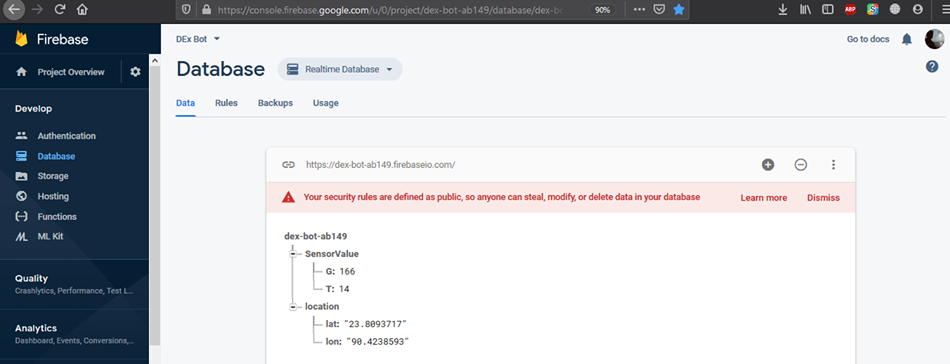 https://console.firebase.google.com/u/0/project/dex-bot-ab149/database/dex-bo
90%
ABP
Firebase
DEx Bot
Go to docs
Project Overview
Database
Realtime Database
Develop
Data Rules Backups Usage
Authentication
Database
Storage
Hosting
Functions
ML Kit
https://dex-bot-ab149.firebaseio.com/
Your security rules are defined as public, so anyone can steal, modify, or delete data in your database
Learn more
Dismiss
dex-bot-ab149
SensorValue
G: 166
T: 14
location
lat: "23.8093717"
lon: "90.4238593"
Quality
Crashlytics, Performance, Test L...
Analytics
Dashboard, Events, Conversions,...